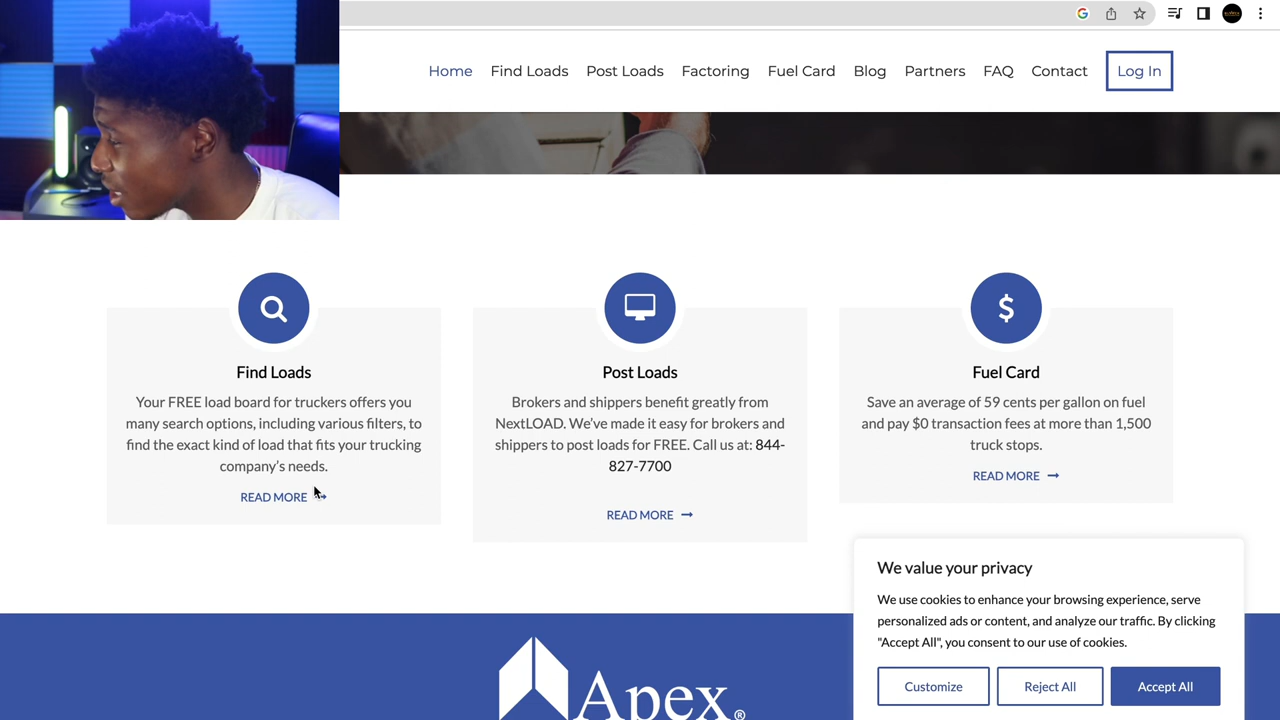 Home Find Loads Post Loads Factoring Fuel Card Blog Partners FAQ Contact Log In
Find Loads
Your FREE load board for truckers offers you
many search options, including various filters, to
find the exact kind of load that fits your trucking
company's needs.
READ MORE
Post Loads
Brokers and shippers benefit greatly from
NextLOAD. We've made it easy for brokers and
shippers to post loads for FREE. Call us at: 844-
827-7700
READ MORE
Fuel Card
Save an average of 59 cents per gallon on fuel
and pay $0 transaction fees at more than 1,500
truck stops.
READ MORE
We value your privacy
We use cookies to enhance your browsing experience, serve
personalized ads or content, and analyze our traffic. By clicking
"Accept All", you consent to our use of cookies.
Customize Reject All Accept All
Apex®